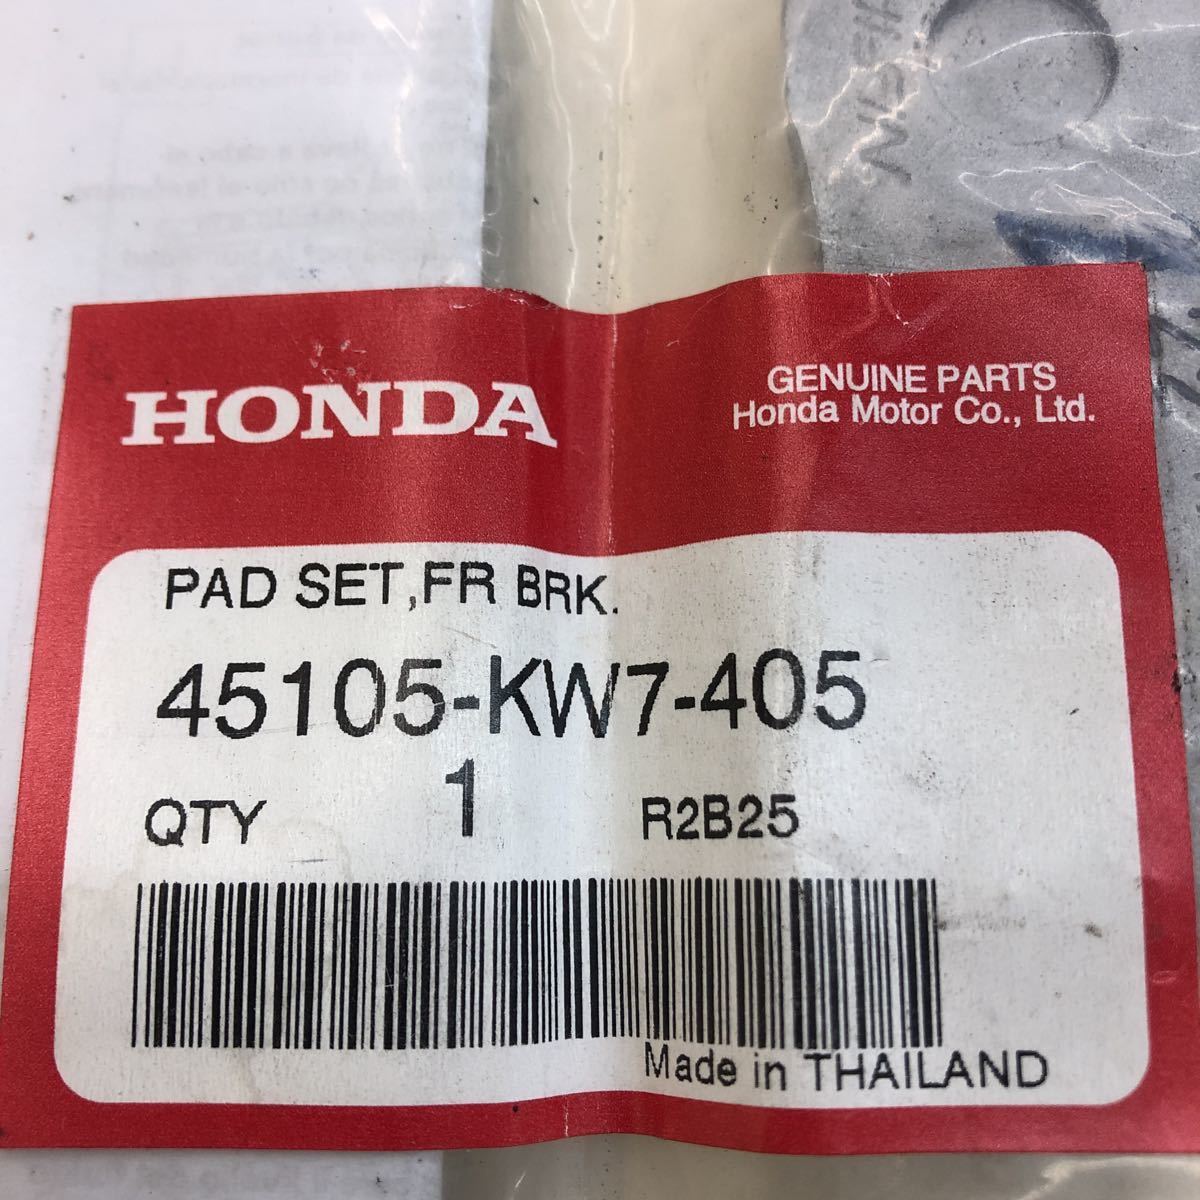 HONDA
GENUINE PARTS
Honda Motor Co., Ltd.
PAD SET,FR BRK.
45105-KW7-405
QTY 1 R2B25
Made in THAILAND